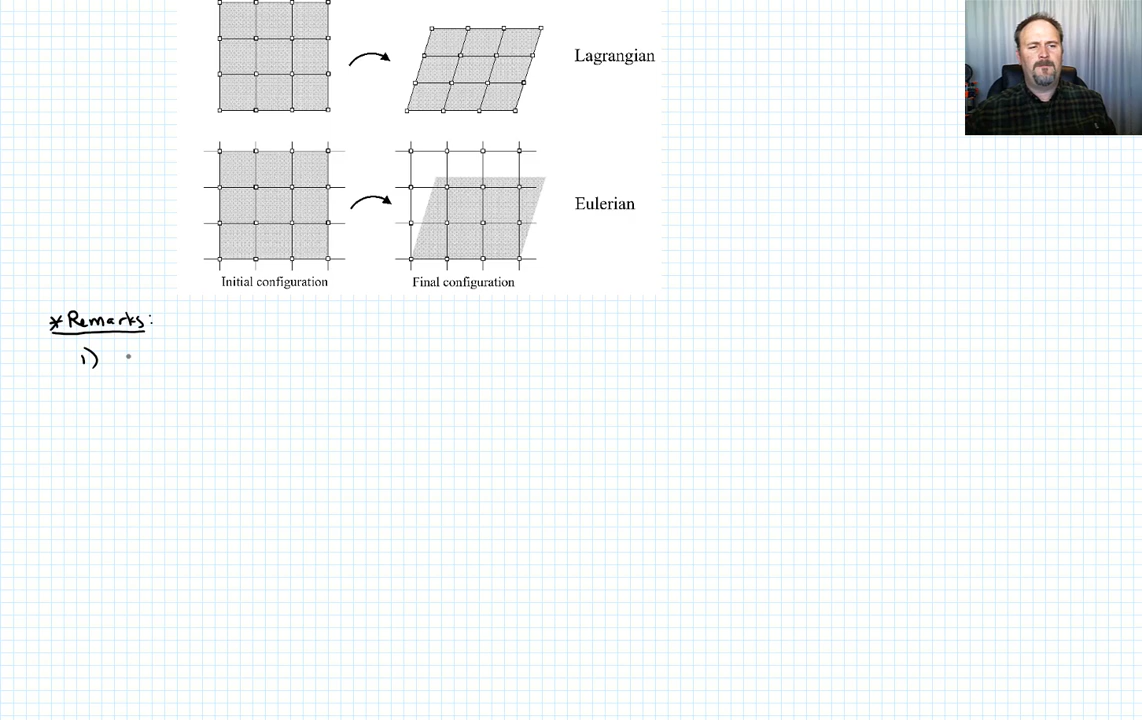 Lagrangian
Eulerian
Initial configuration
Final configuration
*Remarks:
1)